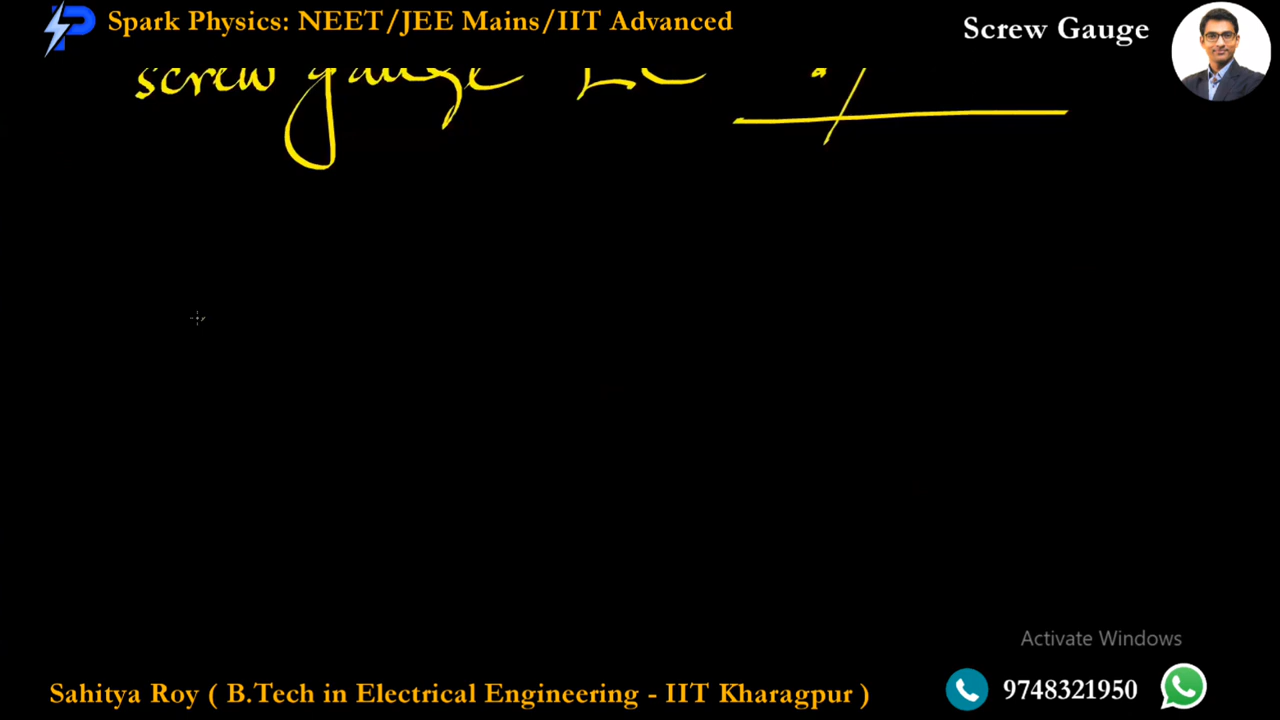 Spark Physics: NEET/JEE Mains/IIT Advanced
Screw Gauge
screw gauge LC
Activate Windows
Sahitya Roy ( B.Tech in Electrical Engineering - IIT Kharagpur )
9748321950